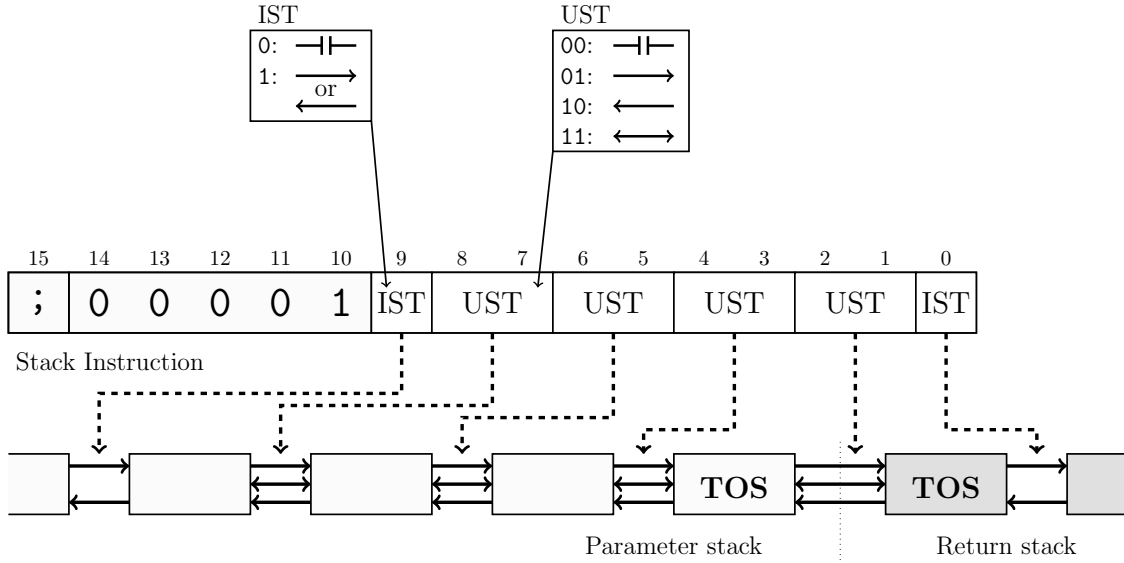 IST UST
0: 00:
1: 01:
or
10:
11:
15 14 13 12 11 10 9 8 7 6 5 4 3 2 1 0
; 0 0 0 0 1 IST UST UST UST UST IST
Stack Instruction
TOS TOS
Parameter stack Return stack